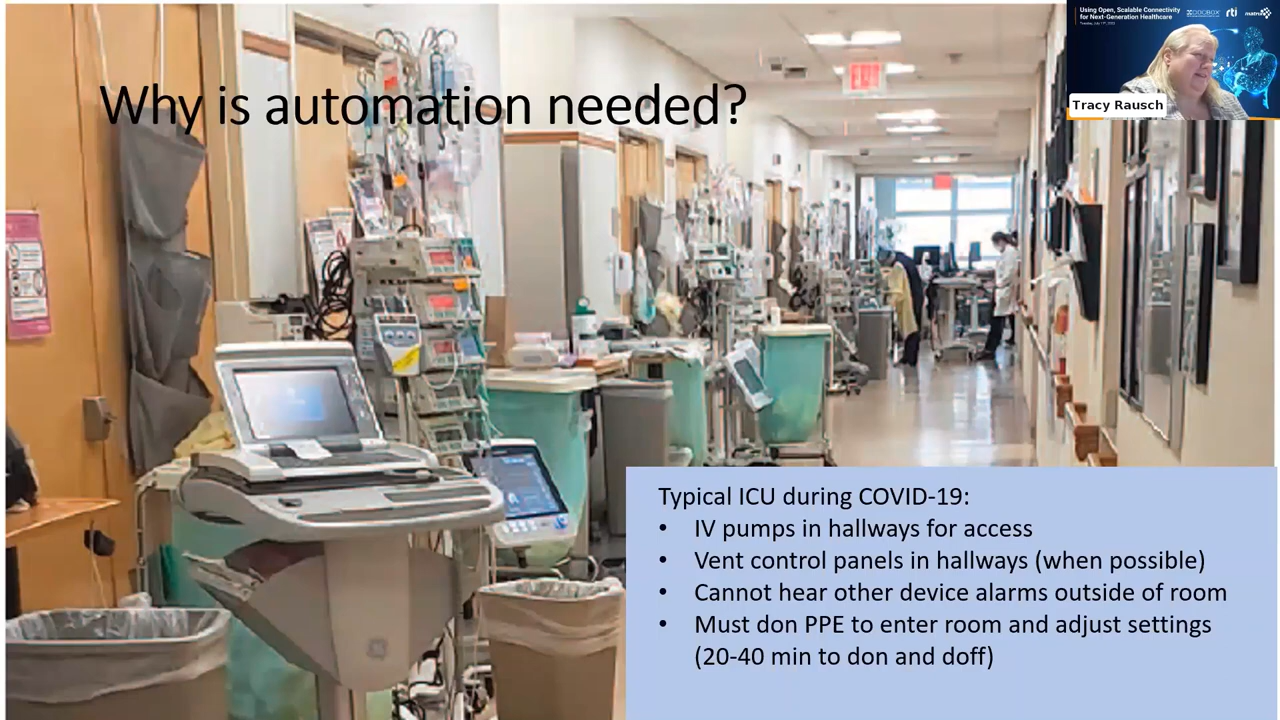 Why is automation needed?
Using Open, Scalable Connectivity
for Next-Generation Healthcare
DOCBOX
rti
Tracy Rausch
Typical ICU during COVID-19:
• IV pumps in hallways for access
• Vent control panels in hallways (when possible)
• Cannot hear other device alarms outside of room
• Must don PPE to enter room and adjust settings
(20-40 min to don and doff)